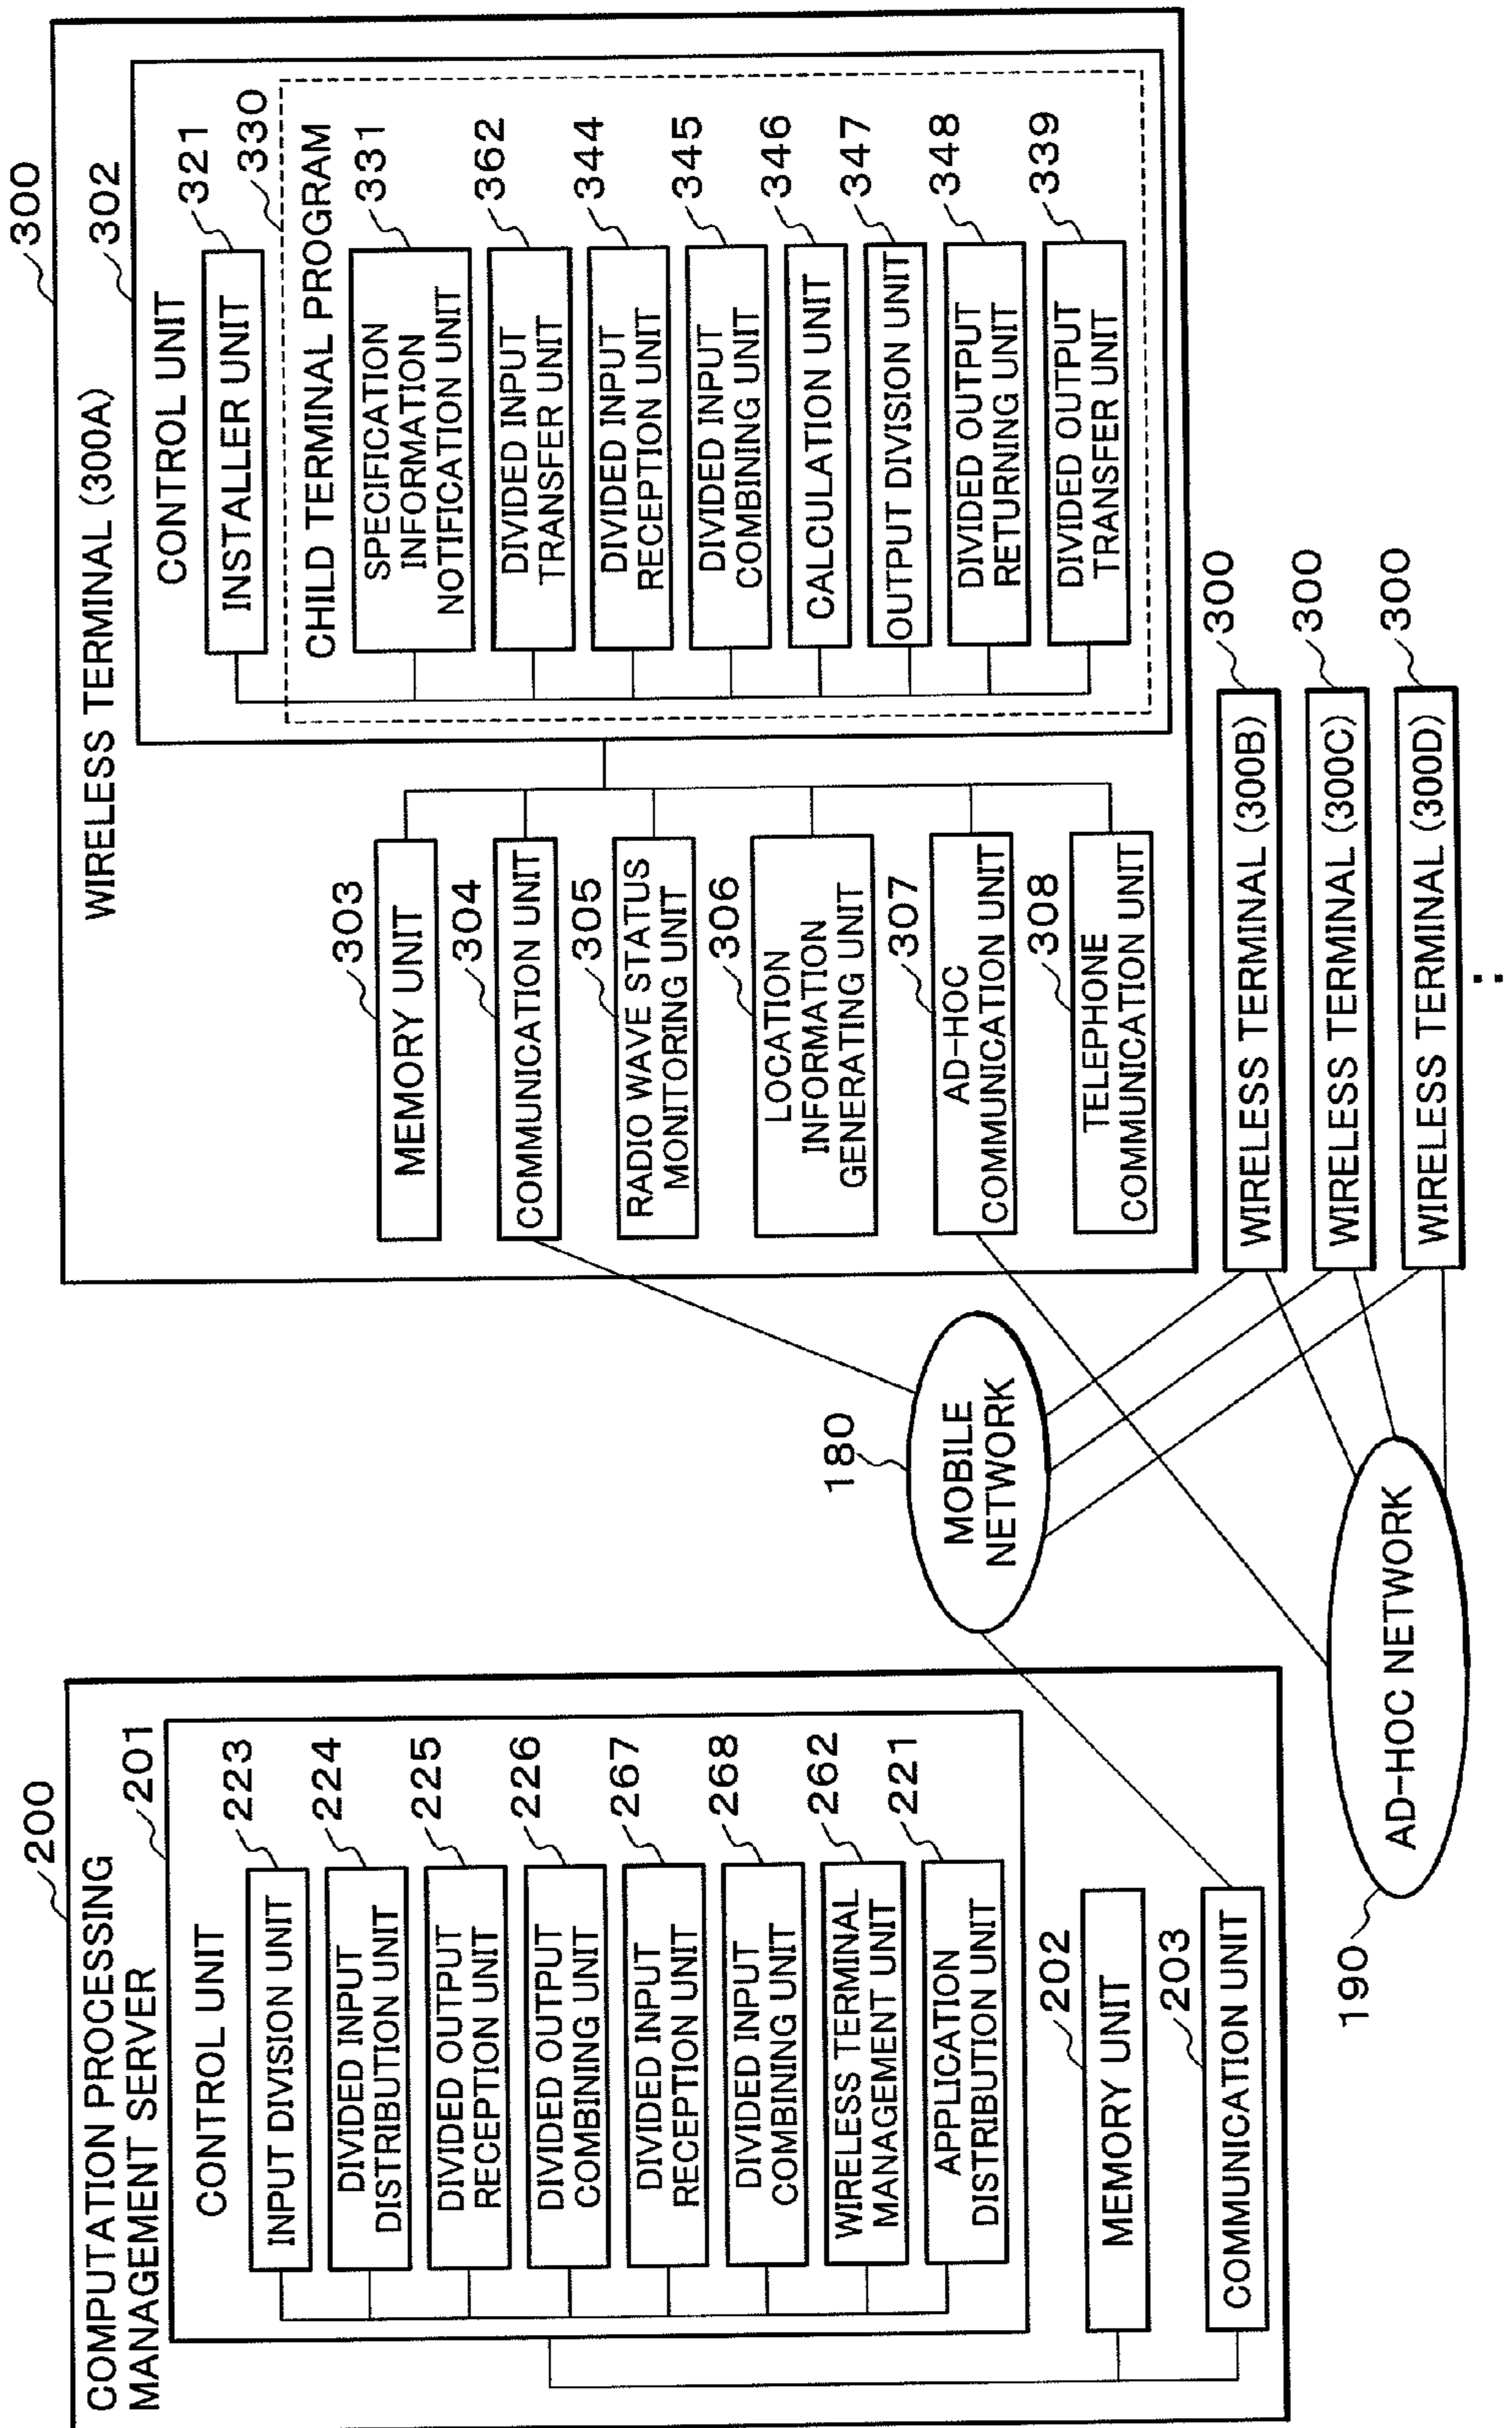 200
COMPUTATION PROCESSING
MANAGEMENT SERVER
201
CONTROL UNIT
223
INPUT DIVISION UNIT
224
DIVIDED INPUT
DISTRIBUTION UNIT
225
DIVIDED OUTPUT
RECEPTION UNIT
226
DIVIDED OUTPUT
COMBINING UNIT
267
DIVIDED INPUT
RECEPTION UNIT
268
DIVIDED INPUT
COMBINING UNIT
262
WIRELESS TERMINAL
MANAGEMENT UNIT
221
APPLICATION
DISTRIBUTION UNIT
202
MEMORY UNIT
203
COMMUNICATION UNIT
180
MOBILE
NETWORK
190
AD-HOC NETWORK
300
WIRELESS TERMINAL (300A)
303
MEMORY UNIT
304
COMMUNICATION UNIT
305
RADIO WAVE STATUS
MONITORING UNIT
306
LOCATION
INFORMATION
GENERATING UNIT
307
AD-HOC
COMMUNICATION UNIT
308
TELEPHONE
COMMUNICATION UNIT
302
CONTROL UNIT
321
INSTALLER UNIT
330
CHILD TERMINAL PROGRAM
331
SPECIFICATION
INFORMATION
NOTIFICATION UNIT
362
DIVIDED INPUT
TRANSFER UNIT
344
DIVIDED INPUT
RECEPTION UNIT
345
DIVIDED INPUT
COMBINING UNIT
346
CALCULATION UNIT
347
OUTPUT DIVISION UNIT
348
DIVIDED OUTPUT
RETURNING UNIT
339
DIVIDED OUTPUT
TRANSFER UNIT
300
WIRELESS TERMINAL (300B)
300
WIRELESS TERMINAL (300C)
300
WIRELESS TERMINAL (300D)